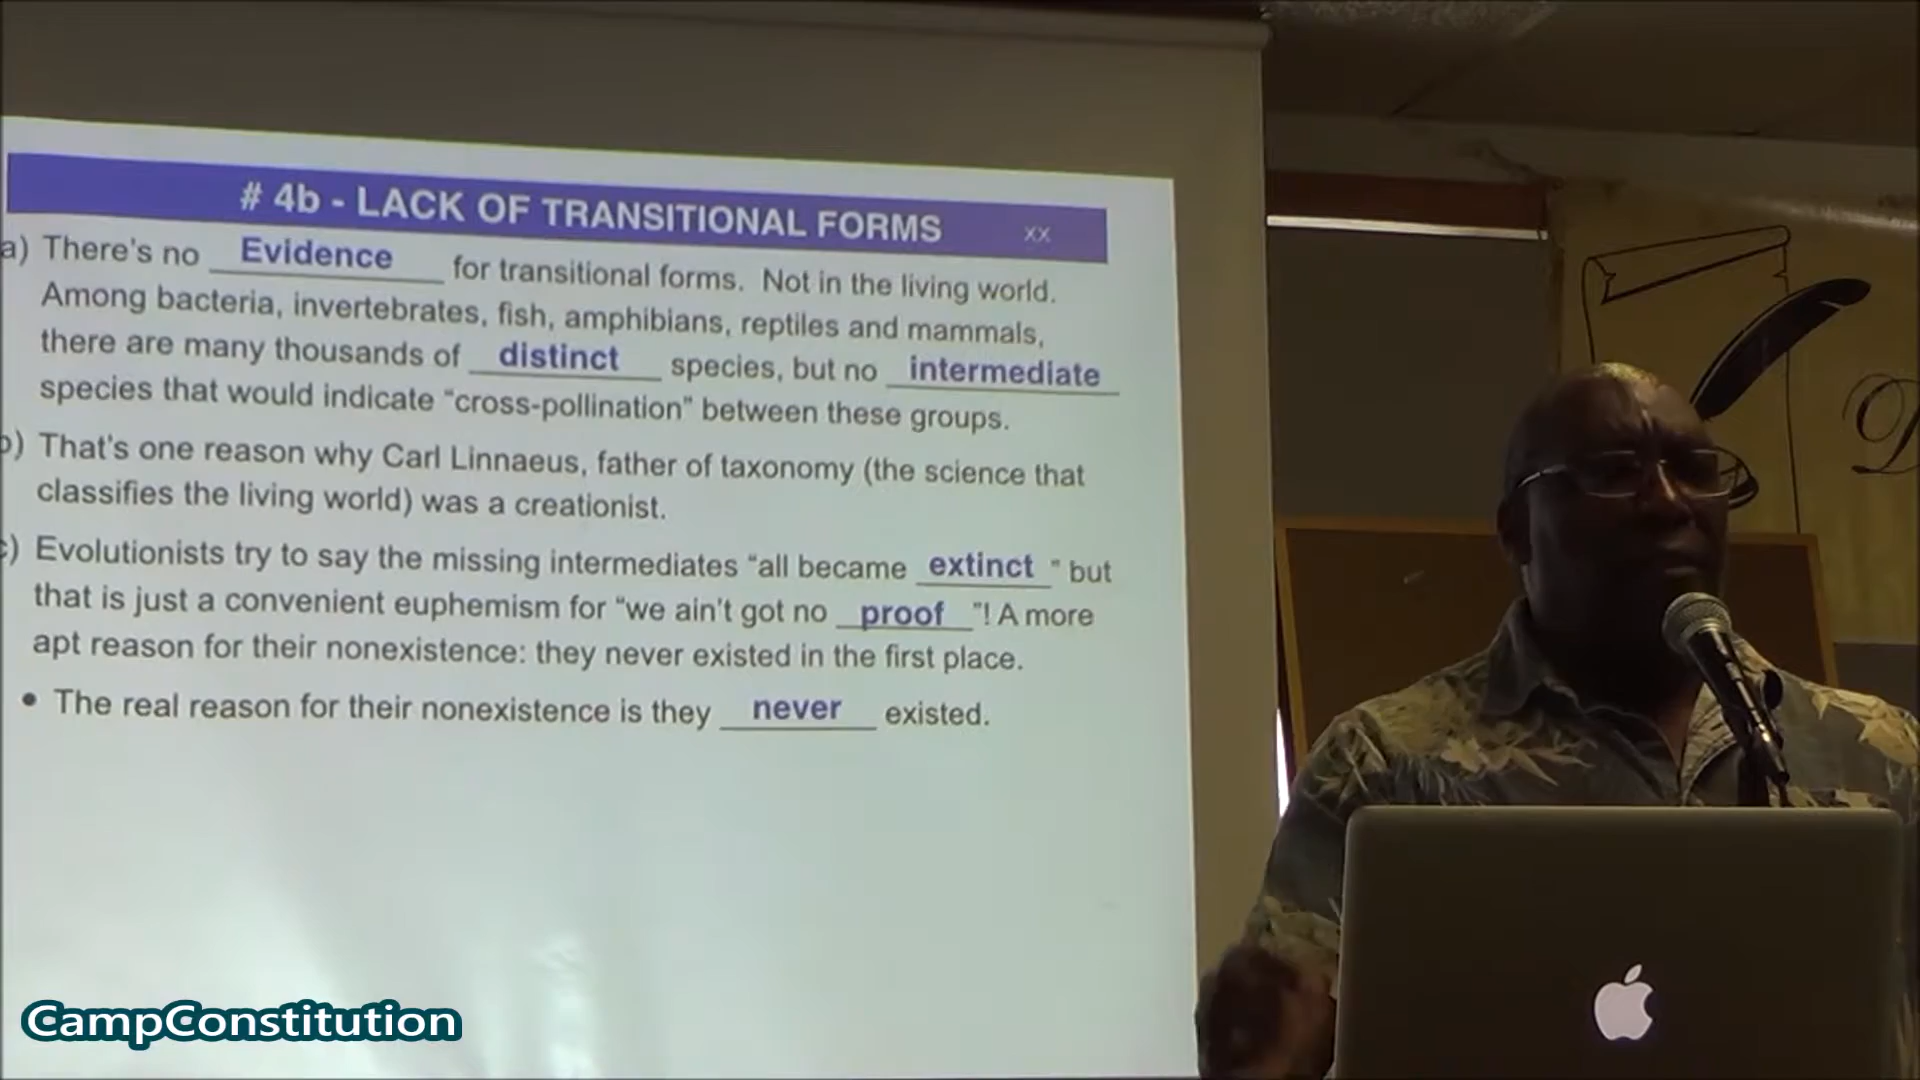 # 4b - LACK OF TRANSITIONAL FORMS xx
a) There's no Evidence for transitional forms. Not in the living world.
Among bacteria, invertebrates, fish, amphibians, reptiles and mammals,
there are many thousands of distinct species, but no intermediate
species that would indicate “cross-pollination” between these groups.
b) That's one reason why Carl Linnaeus, father of taxonomy (the science that
classifies the living world) was a creationist.
c) Evolutionists try to say the missing intermediates “all became extinct ” but
that is just a convenient euphemism for “we ain't got no proof ”! A more
apt reason for their nonexistence: they never existed in the first place.
• The real reason for their nonexistence is they never existed.
D
CampConstitution